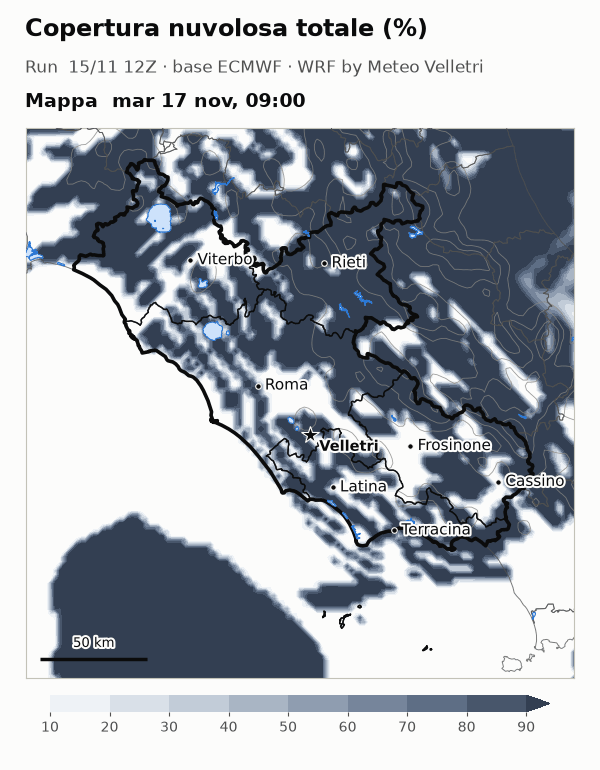 Copertura nuvolosa totale (%)
Run  15/11 12Z · base ECMWF · WRF by Meteo Velletri
Mappa  mar 17 nov, 09:00
Viterbo
Rieti
Roma
Velletri
Frosinone
Cassino
Latina
Terracina
50 km
10 20 30 40 50 60 70 80 90